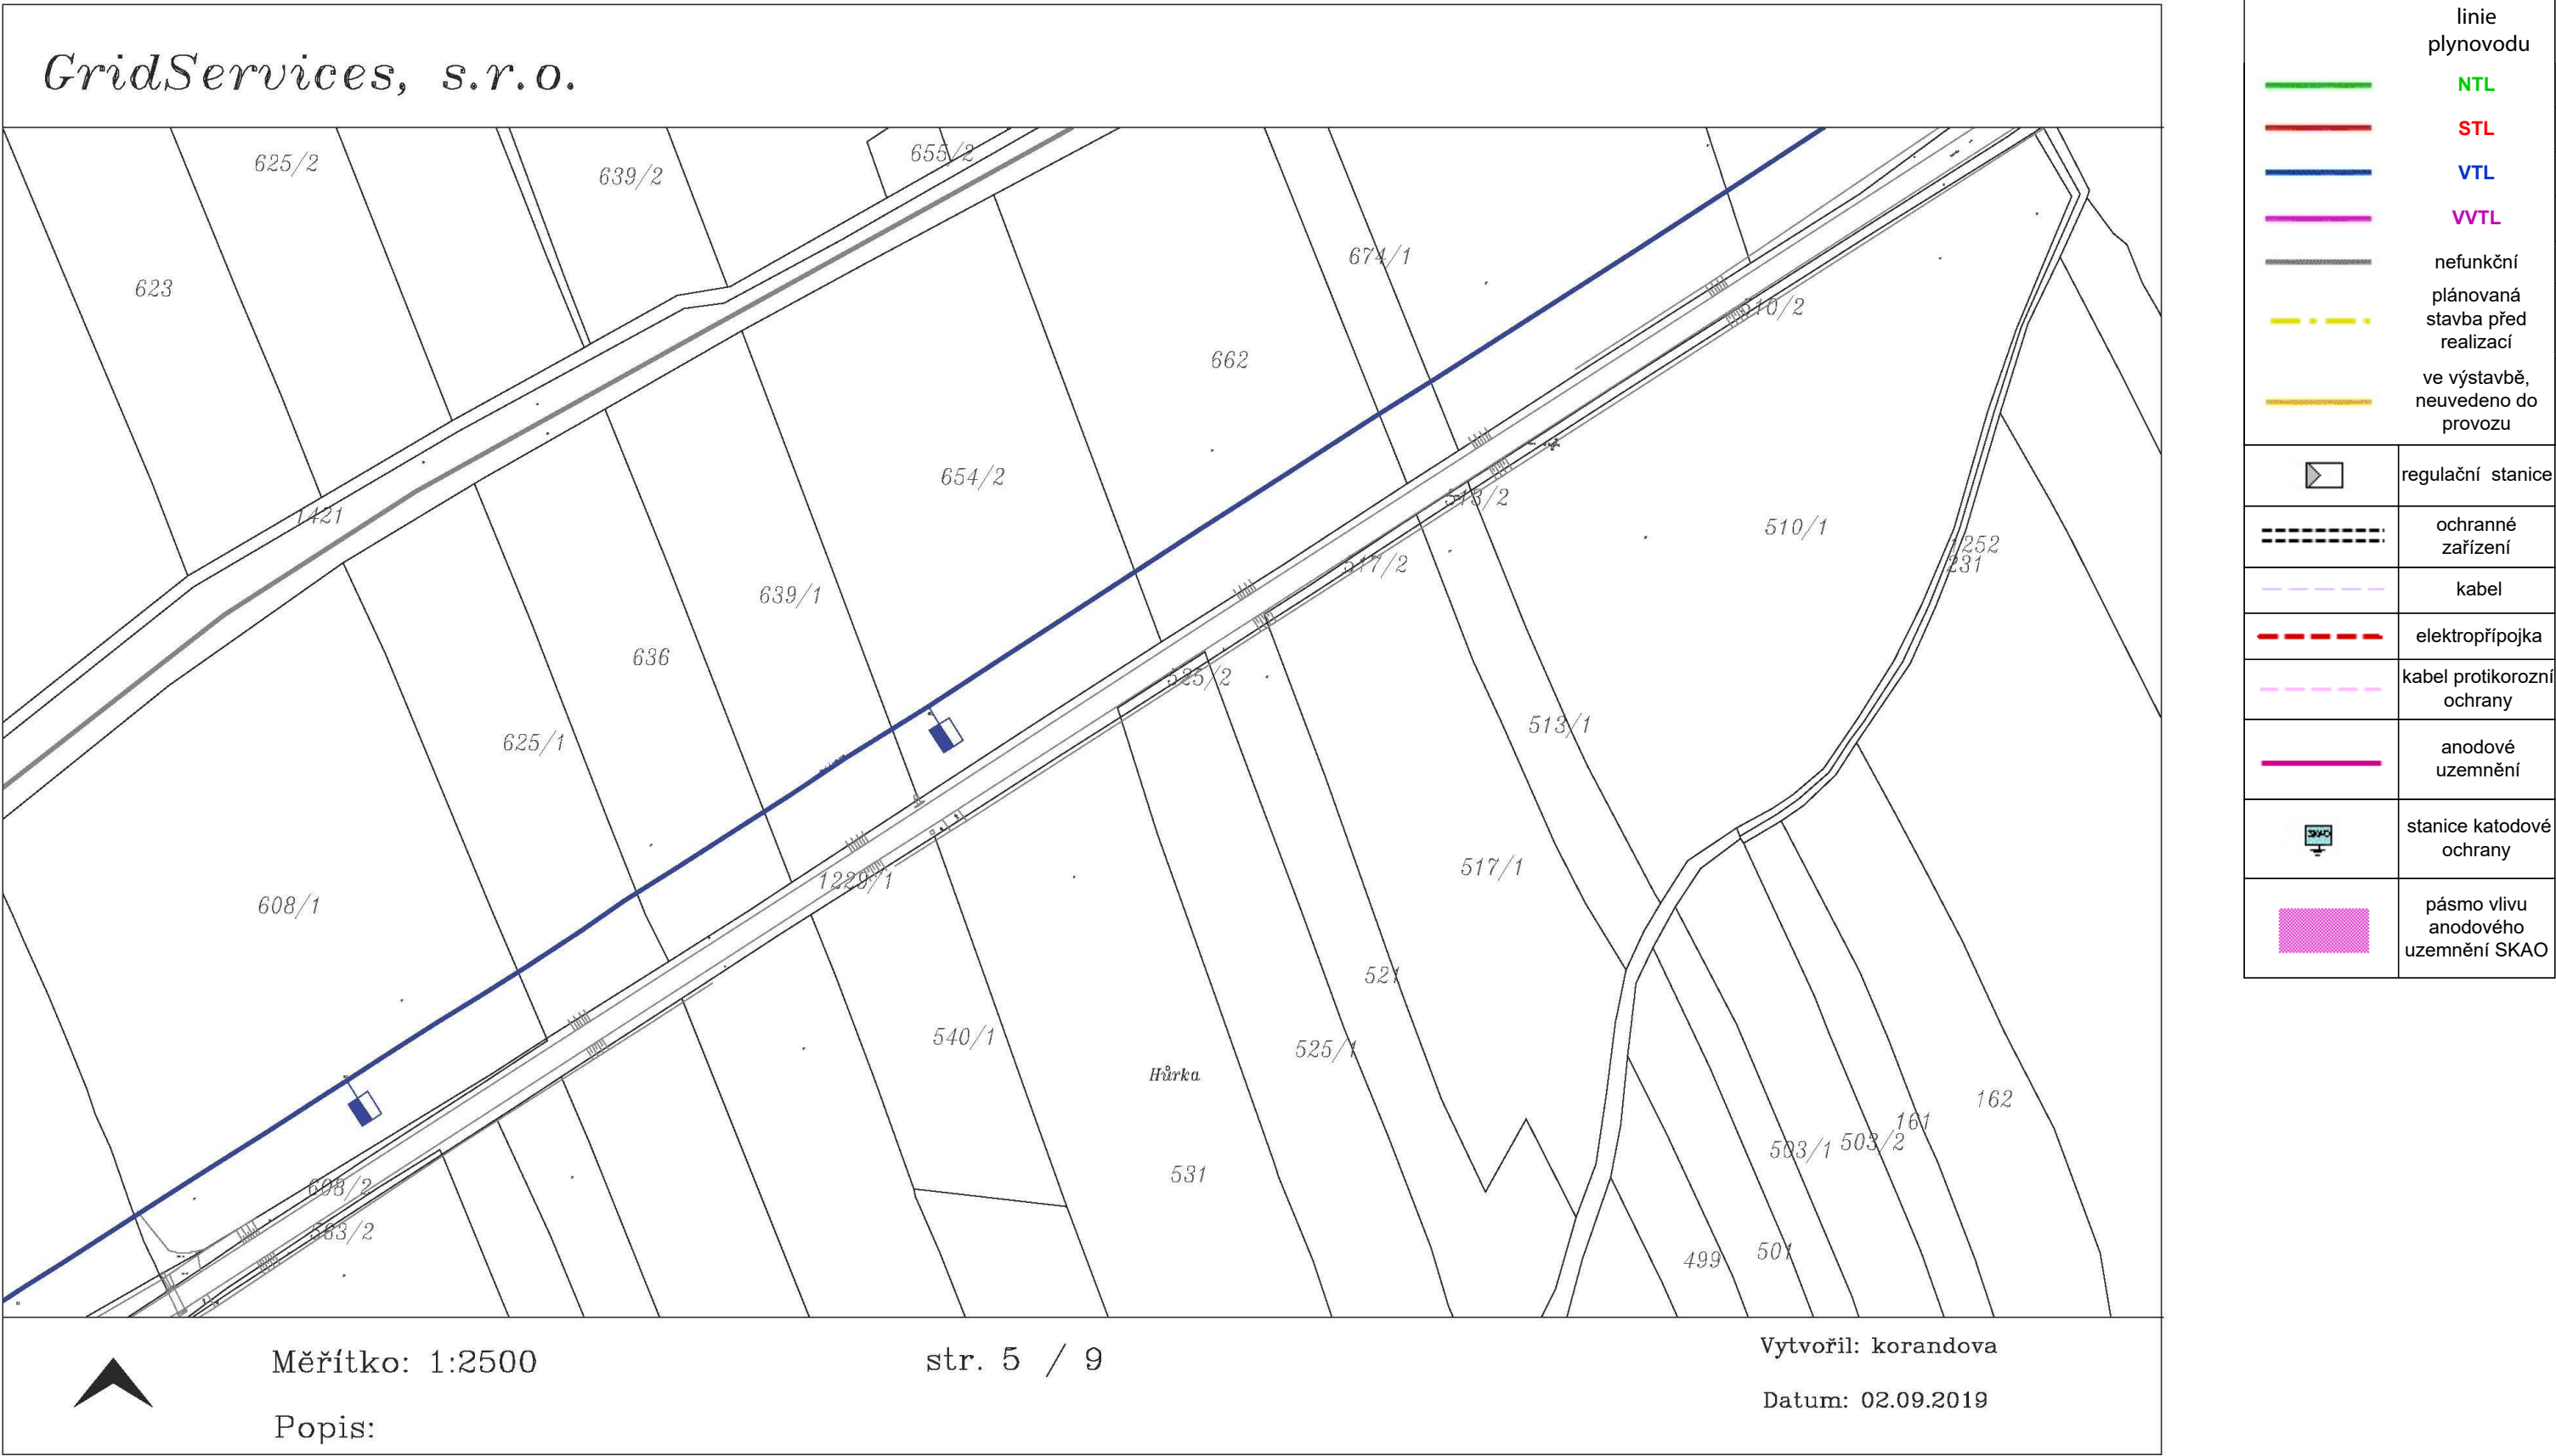 GridServices, s.r.o.
625/2
639/2
655/2
623
674/1
510/2
662
654/2
513/2
1421
510/1
1252
231
517/2
639/1
636
525/2
625/1
513/1
517/1
1229/1
608/1
521
540/1
525/1
Hůrka
162
161
503/1
503/2
531
608/2
583/2
499
501
Měřítko: 1:2500
str. 5 / 9
Vytvořil: korandova
Datum: 02.09.2019
Popis:
linie
plynovodu
NTL
STL
VTL
VVTL
nefunkční
plánovaná
stavba před
realizací
ve výstavbě,
neuvedeno do
provozu
regulační stanice
ochranné
zařízení
kabel
elektropřípojka
kabel protikorozní
ochrany
anodové
uzemnění
SKAO
stanice katodové
ochrany
pásmo vlivu
anodového
uzemnění SKAO